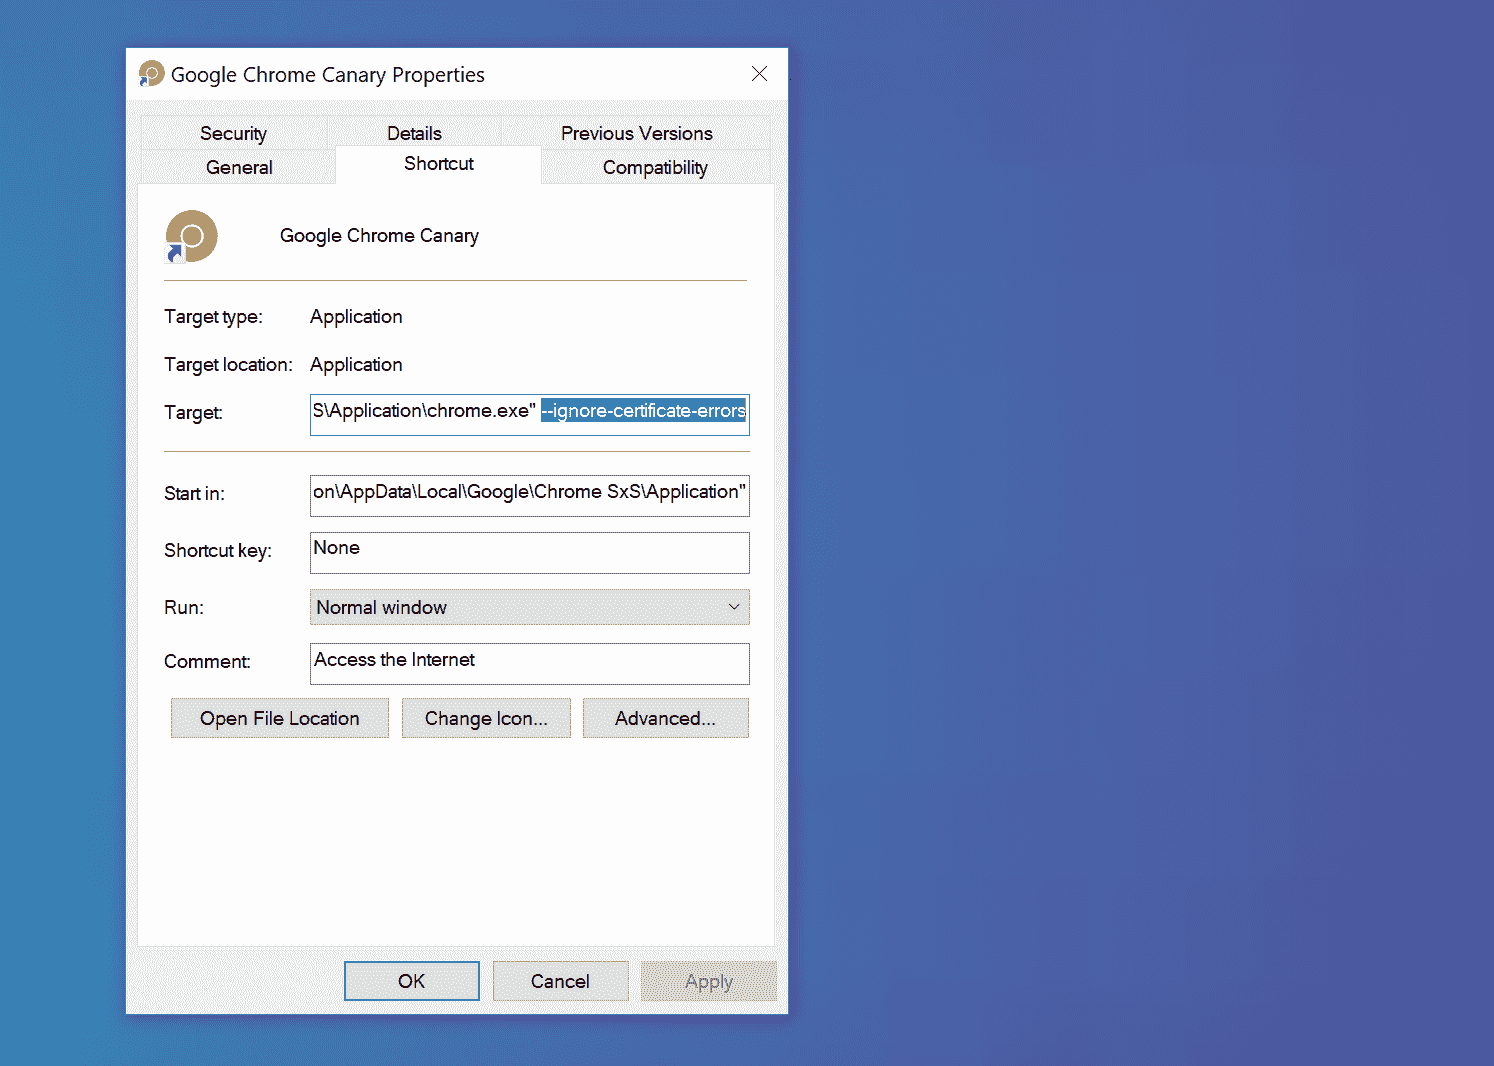 Google Chrome Canary Properties
Security Details Previous Versions
General Shortcut Compatibility
Google Chrome Canary
Target type: Application
Target location: Application
Target: S\Application\chrome.exe" --ignore-certificate-errors
Start in: on\AppData\Local\Google\Chrome SxS\Application"
Shortcut key: None
Run: Normal window
Comment: Access the Internet
Open File Location Change Icon... Advanced...
OK Cancel Apply